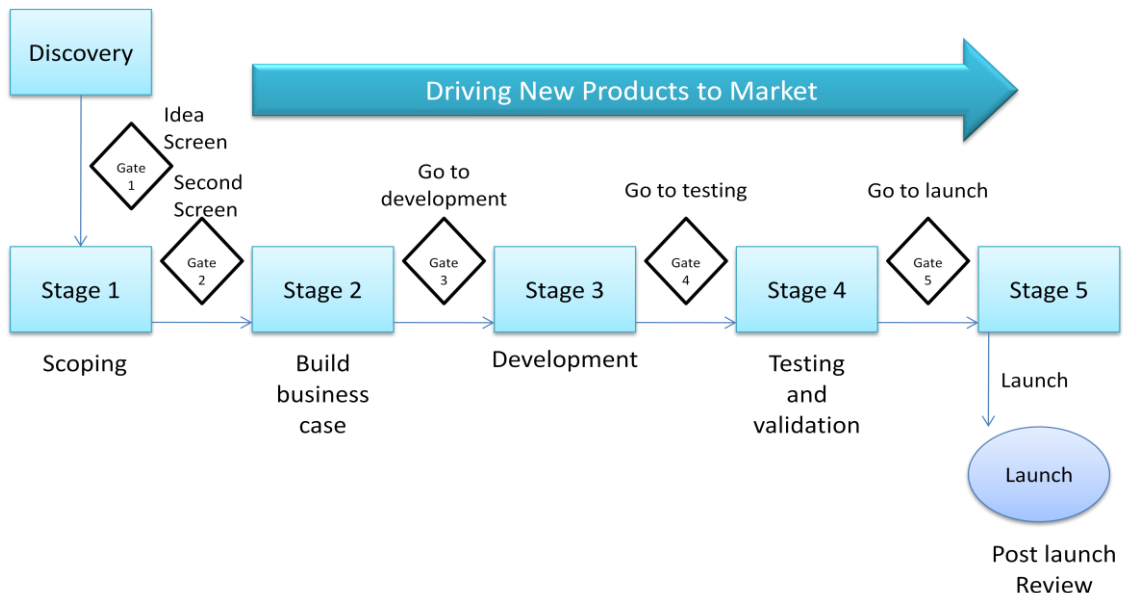 Discovery
Driving New Products to Market
Idea
Screen
Gate
1
Second
Screen
Gate
2
Go to
development
Gate
3
Go to testing
Gate
4
Go to launch
Gate
5
Stage 1
Stage 2
Stage 3
Stage 4
Stage 5
Scoping
Build
business
case
Development
Testing
and
validation
Launch
Launch
Post launch
Review